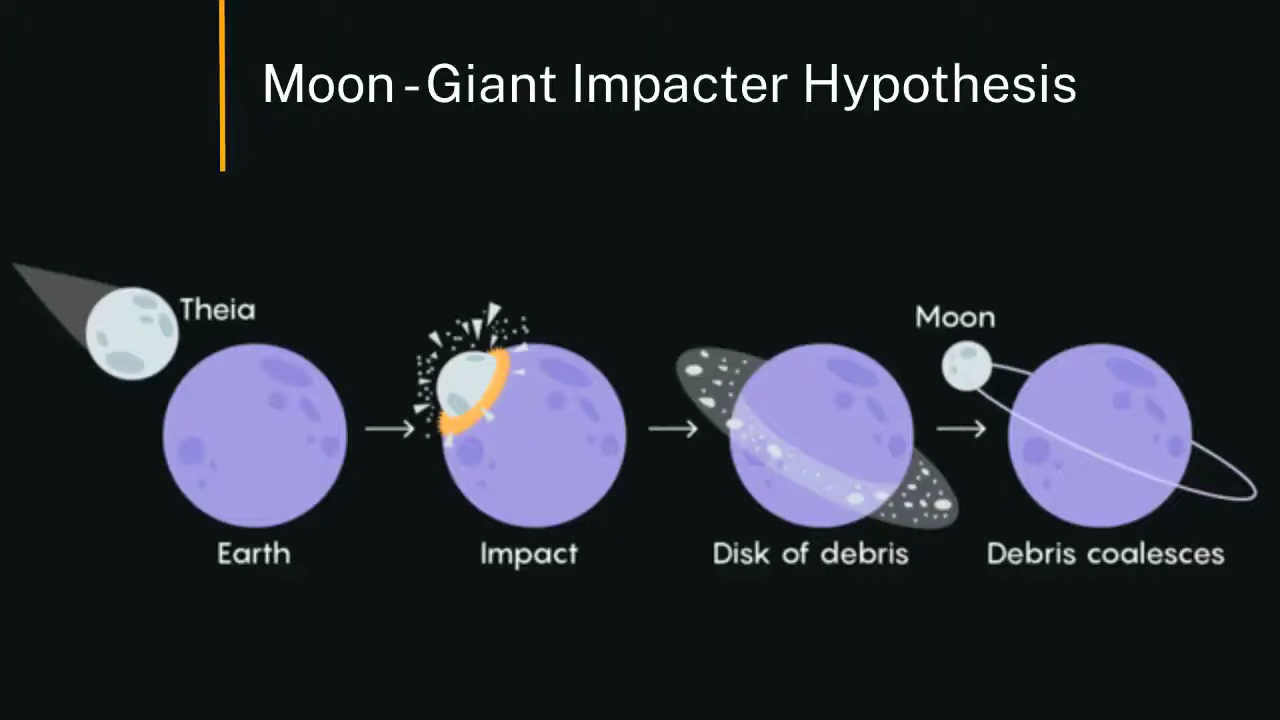 Moon - Giant Impacter Hypothesis
Theia
Moon
Earth
Impact
Disk of debris
Debris coalesces